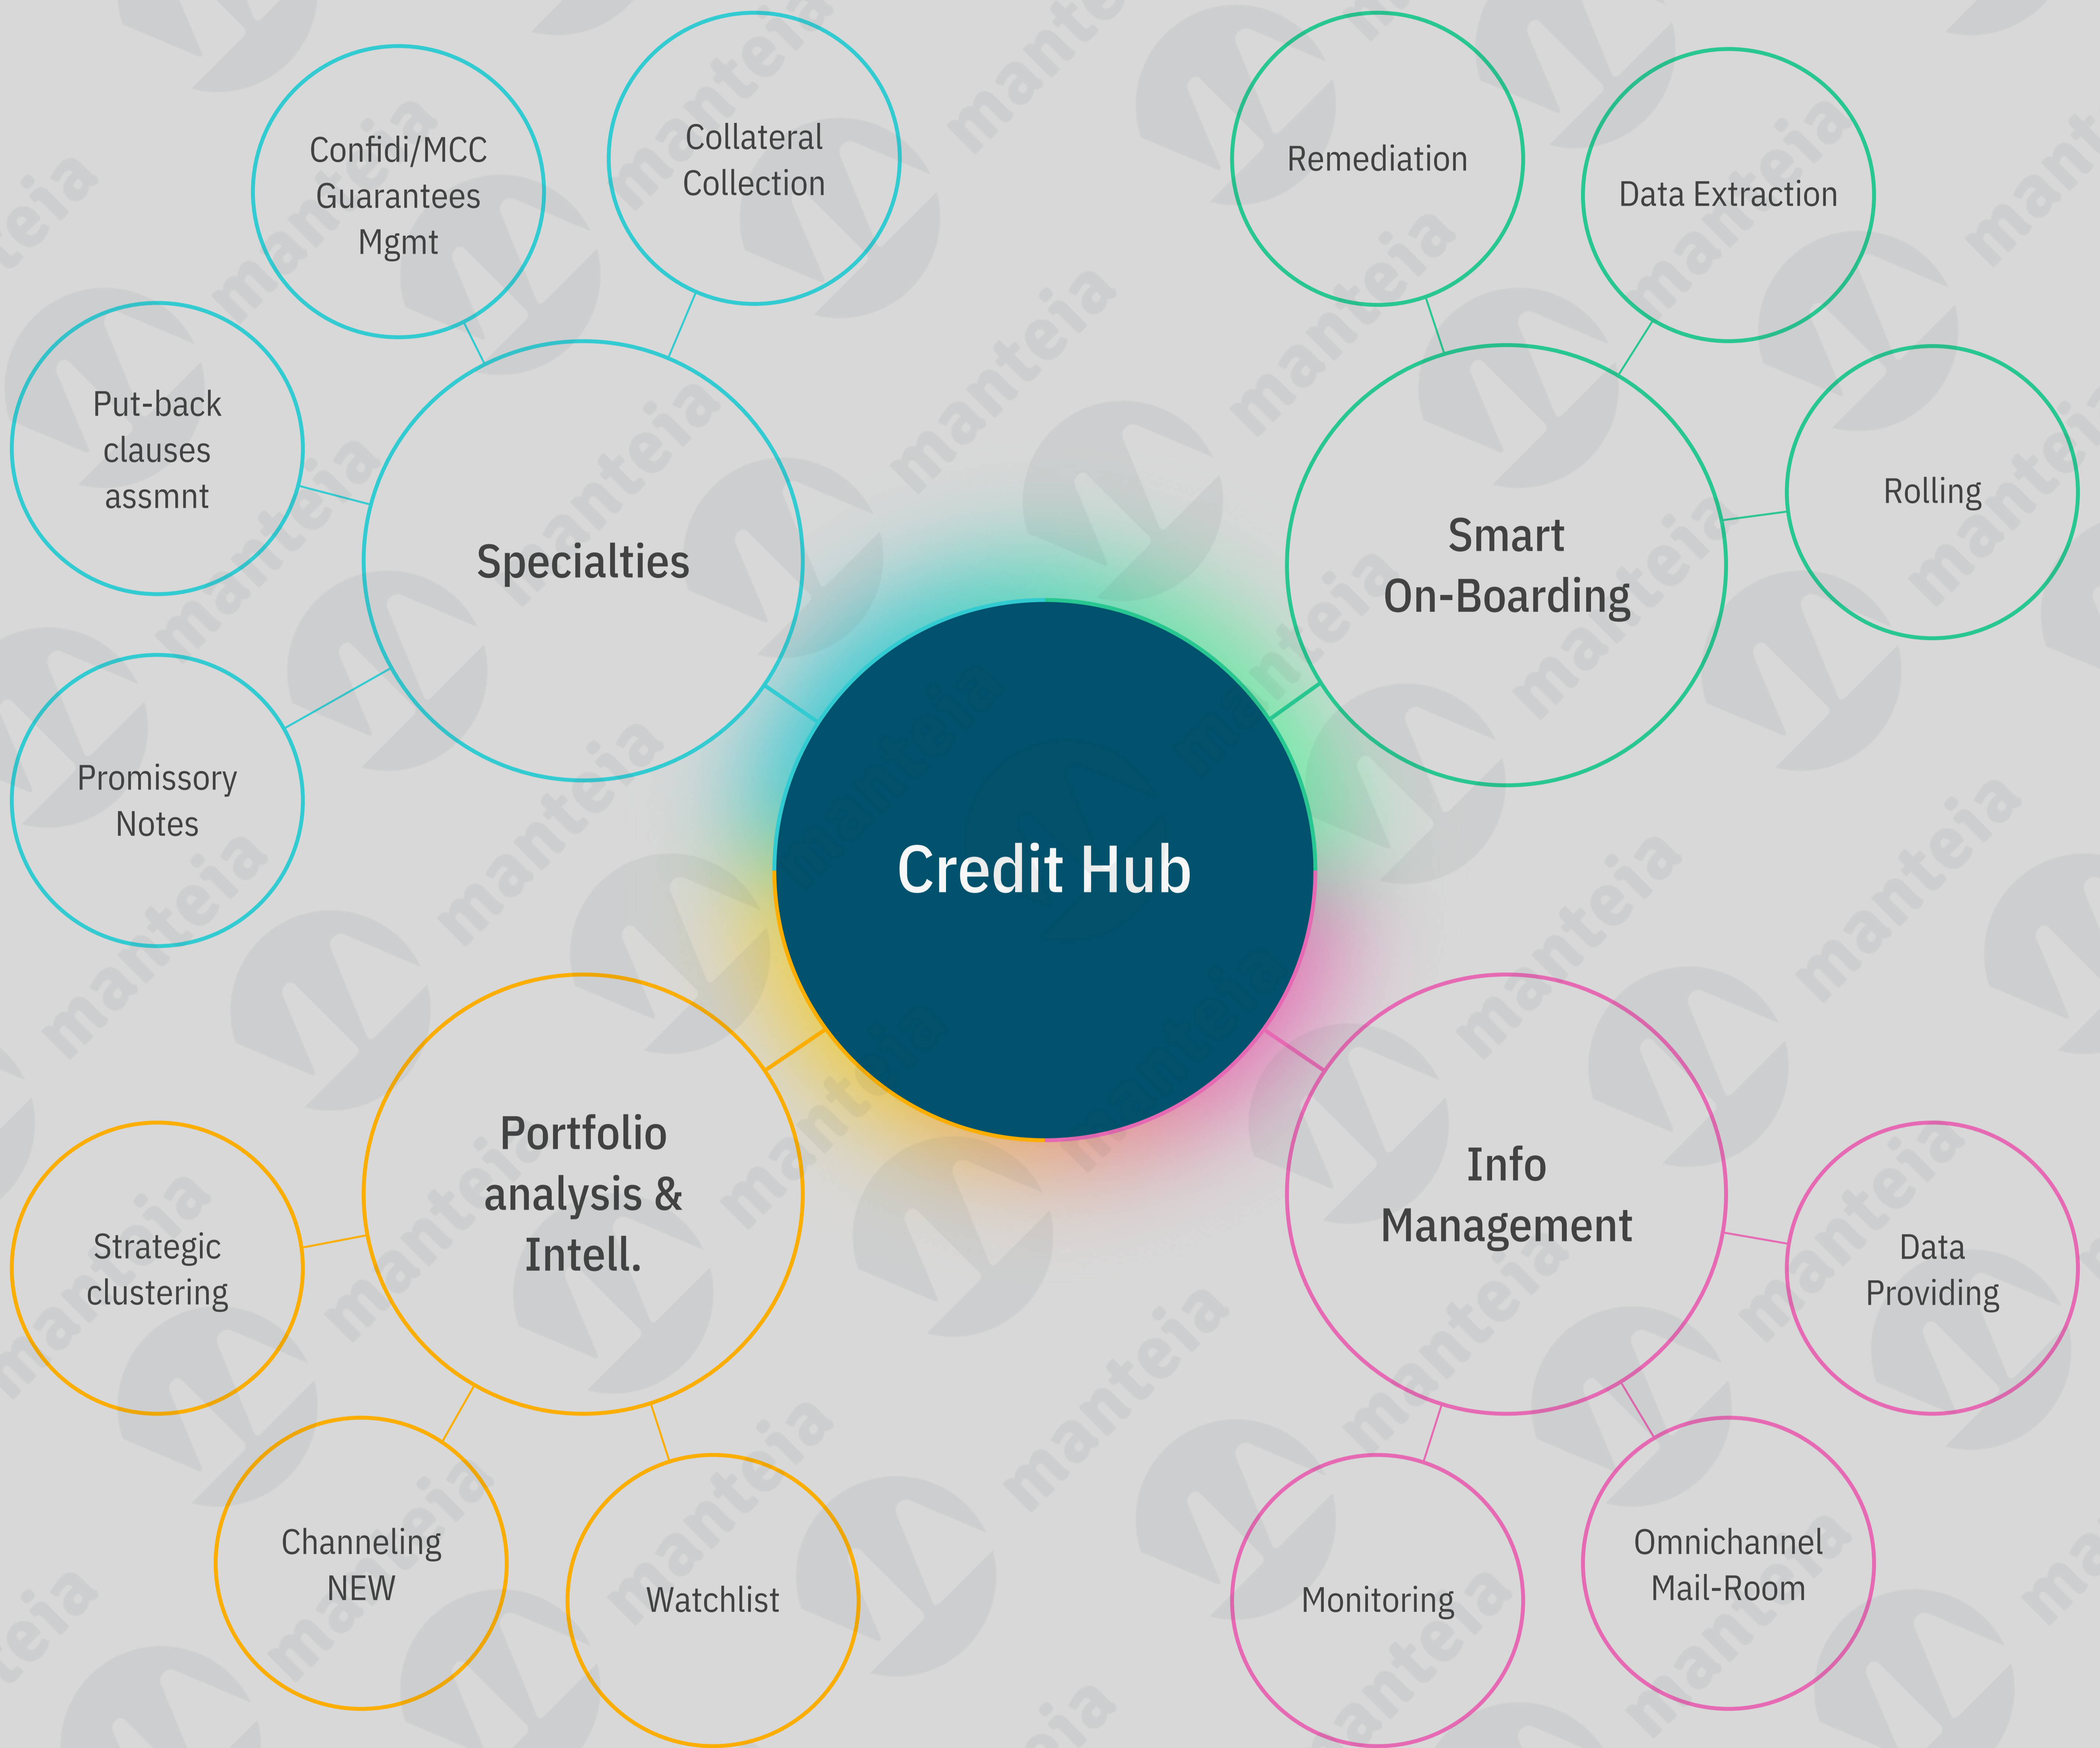 Confidi/MCC
Guarantees
Mgmt
Collateral
Collection
Put-back
clauses
assmnt
Promissory
Notes
Specialties
Remediation
Data Extraction
Rolling
Smart
On-Boarding
Credit Hub
Portfolio
analysis &
Intell.
Strategic
clustering
Channeling
NEW
Watchlist
Info
Management
Data
Providing
Omnichannel
Mail-Room
Monitoring
manteia